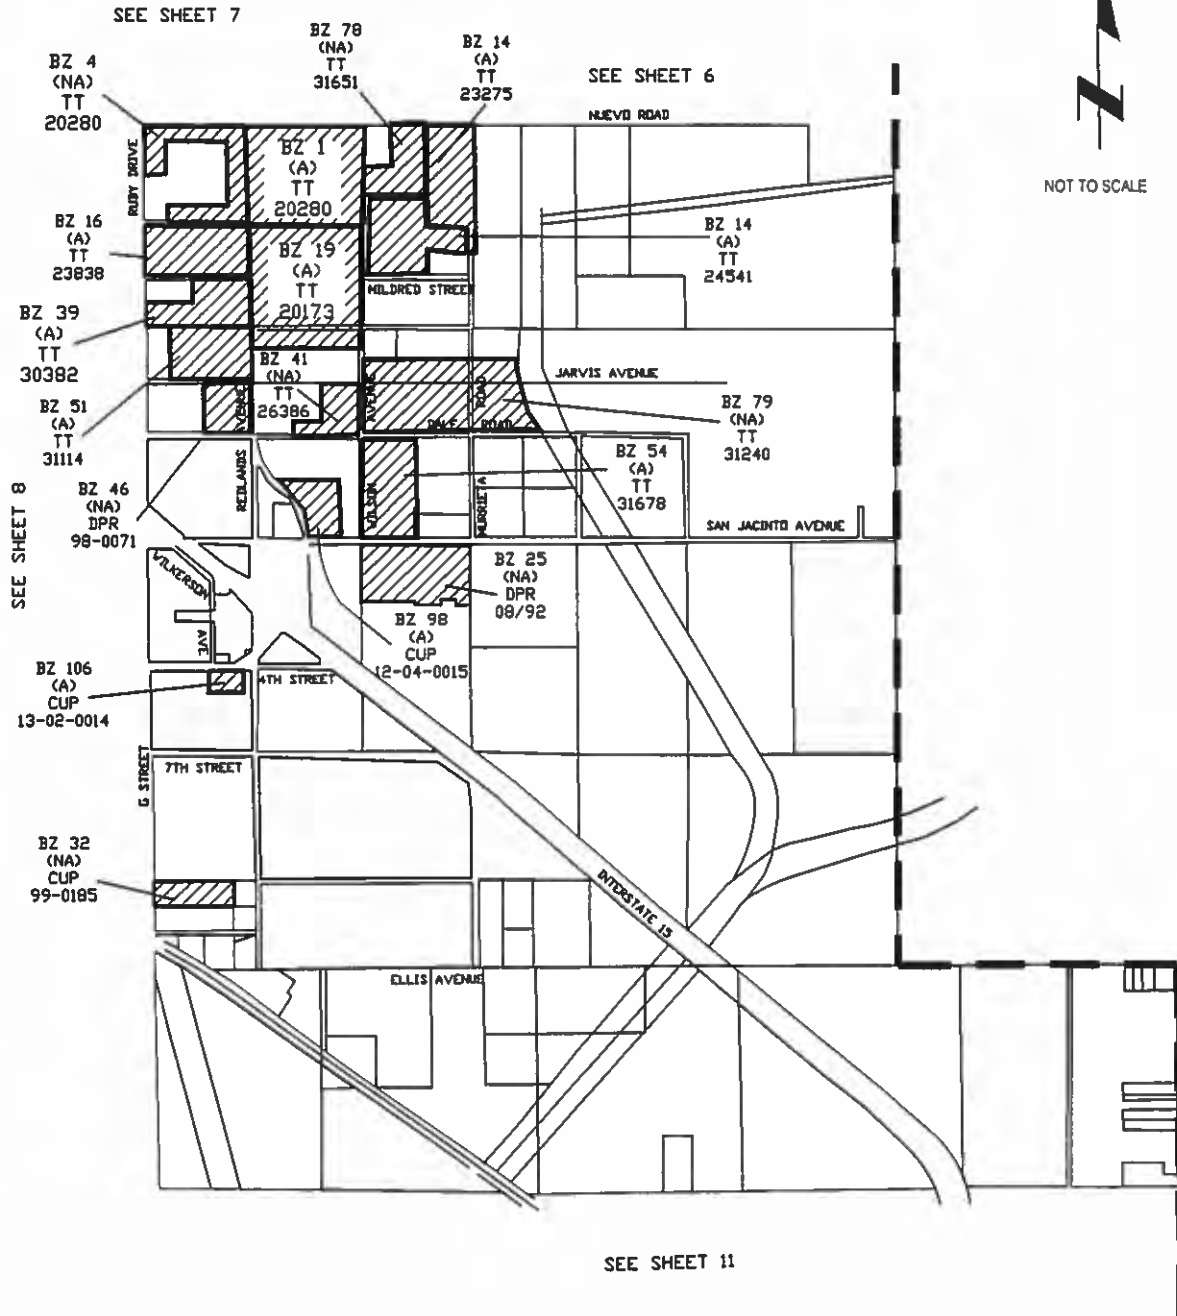 SEE SHEET 7
BZ 78
(NA)
TT
31651
BZ 14
(A)
TT
23275
BZ 4
(NA)
TT
20280
SEE SHEET 6
NUEVO ROAD
NOT TO SCALE
RUBY DRIVE
BZ 1
(A)
TT
20280
BZ 16
(A)
TT
23838
BZ 19
(A)
TT
20173
BZ 14
(A)
TT
24541
MILDRED STREET
BZ 39
(A)
TT
30382
BZ 41
(NA)
TT
26386
JARVIS AVENUE
AVENUE
AVENUE
ROAD
DALE ROAD
BZ 79
(NA)
TT
31240
BZ 51
(A)
TT
31114
BZ 54
(A)
TT
31678
REDLANDS
WILSON
MURRIETA
SEE SHEET 8
BZ 46
(NA)
DPR
98-0071
SAN JACINTO AVENUE
WILKERSON
AVE.
BZ 25
(NA)
DPR
08/92
BZ 98
(A)
CUP
12-04-0015
BZ 106
(A)
CUP
13-02-0014
4TH STREET
G STREET
7TH STREET
BZ 32
(NA)
CUP
99-0185
INTERSTATE 15
ELLIS AVENUE
SEE SHEET 11